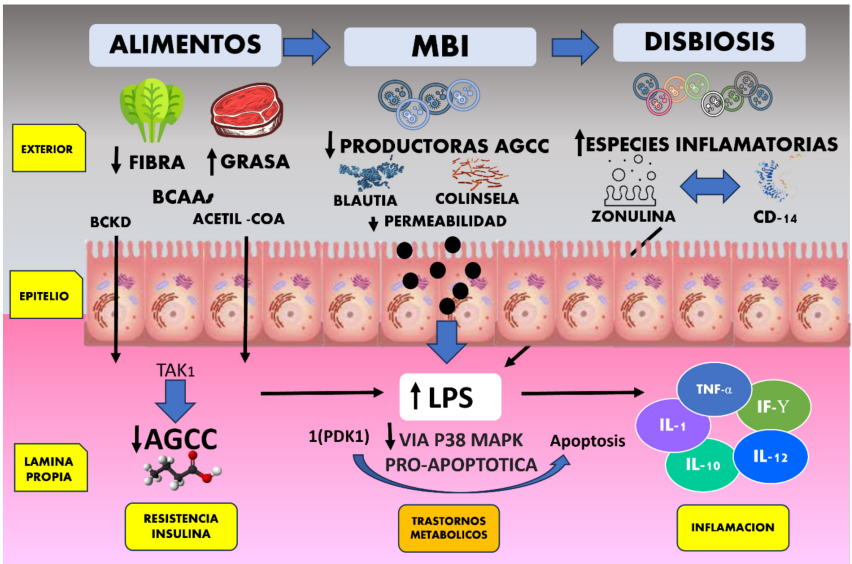 ALIMENTOS
MBI
DISBIOSIS
EXTERIOR
FIBRA
GRASA
BCAAs
BCKD
ACETIL -COA
PRODUCTORAS AGCC
BLAUTIA
COLINSELA
PERMEABILIDAD
ESPECIES INFLAMATORIAS
ZONULINA
CD-14
EPITELIO
TAK1
AGCC
LPS
1(PDK1)
VIA P38 MAPK
PRO-APOPTOTICA
Apoptosis
TNF-α
IF-Y
IL-1
IL-10
IL-12
LAMINA
PROPIA
RESISTENCIA
INSULINA
TRASTORNOS
METABOLICOS
INFLAMACION